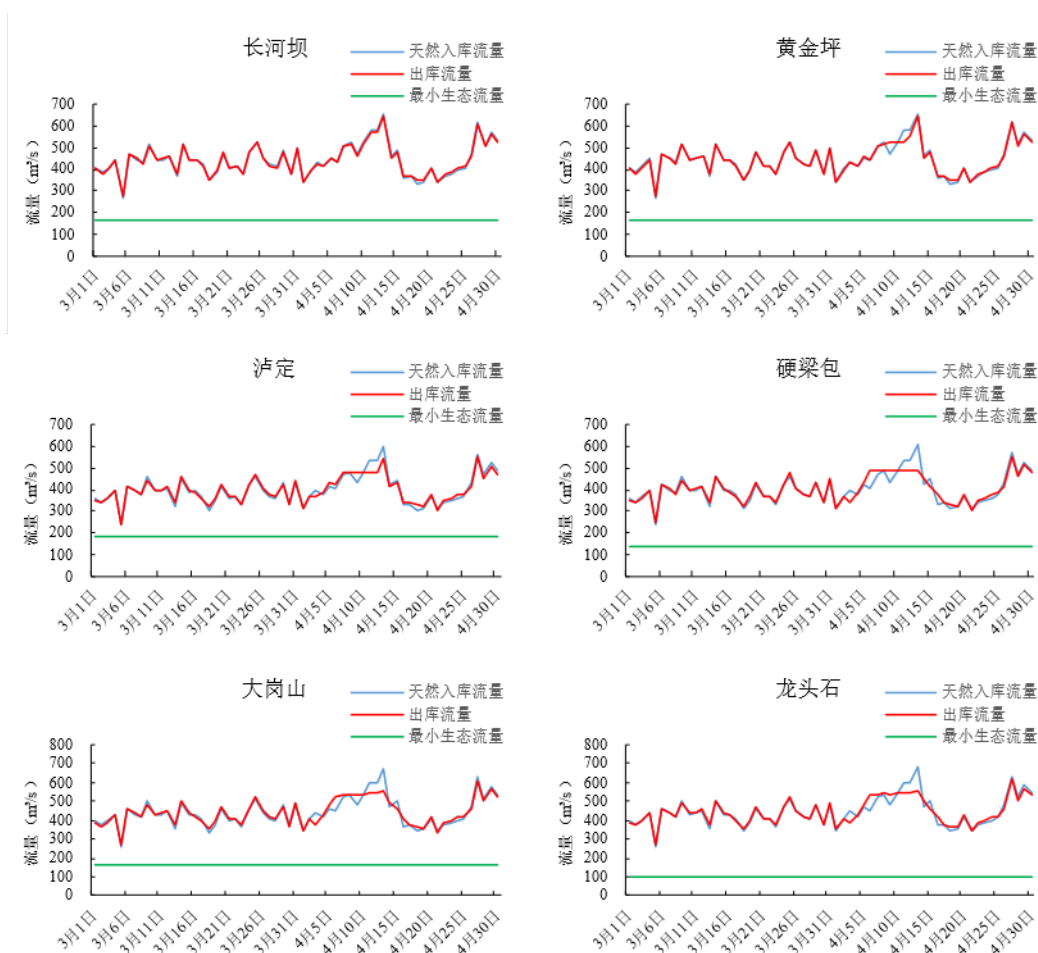 长河坝
天然入库流量
出库流量
最小生态流量
流量（m³/s）
700
600
500
400
300
200
100
0
3月1日
3月6日
3月11日
3月16日
3月21日
3月26日
3月31日
4月5日
4月10日
4月15日
4月20日
4月25日
4月30日
黄金坪
天然入库流量
出库流量
最小生态流量
流量（m³/s）
700
600
500
400
300
200
100
0
3月1日
3月6日
3月11日
3月16日
3月21日
3月26日
3月31日
4月5日
4月10日
4月15日
4月20日
4月25日
4月30日
泸定
天然入库流量
出库流量
最小生态流量
流量（m³/s）
700
600
500
400
300
200
100
0
3月1日
3月6日
3月11日
3月16日
3月21日
3月26日
3月31日
4月5日
4月10日
4月15日
4月20日
4月25日
4月30日
硬梁包
天然入库流量
出库流量
最小生态流量
流量（m³/s）
700
600
500
400
300
200
100
0
3月1日
3月6日
3月11日
3月16日
3月21日
3月26日
3月31日
4月5日
4月10日
4月15日
4月20日
4月25日
4月30日
大岗山
天然入库流量
出库流量
最小生态流量
流量（m³/s）
800
700
600
500
400
300
200
100
0
3月1日
3月6日
3月11日
3月16日
3月21日
3月26日
3月31日
4月5日
4月10日
4月15日
4月20日
4月25日
4月30日
龙头石
天然入库流量
出库流量
最小生态流量
流量（m³/s）
800
700
600
500
400
300
200
100
0
3月1日
3月6日
3月11日
3月16日
3月21日
3月26日
3月31日
4月5日
4月10日
4月15日
4月20日
4月25日
4月30日